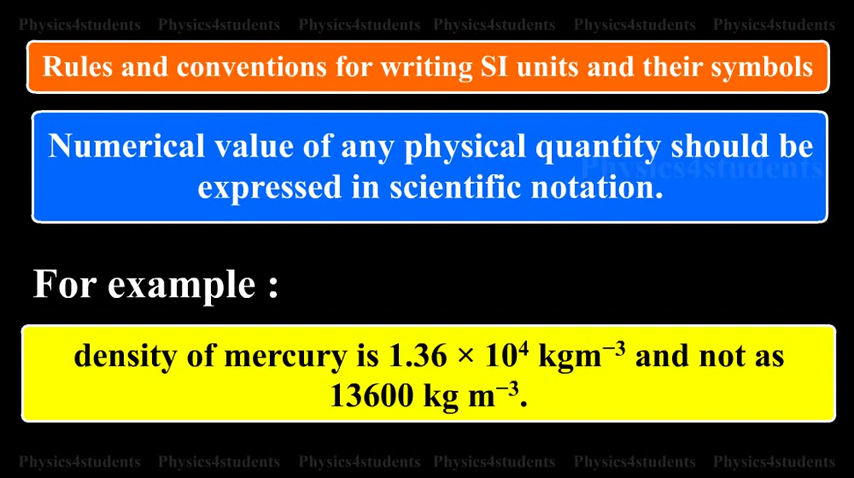 Physics4students Physics4students Physics4students Physics4students Physics4students Physics4students
Rules and conventions for writing SI units and their symbols
Numerical value of any physical quantity should be
Physics4students
expressed in scientific notation.
For example :
density of mercury is 1.36 × 10⁴ kgm⁻³ and not as
13600 kg m⁻³.
Physics4students Physics4students Physics4students Physics4students Physics4students Physics4students